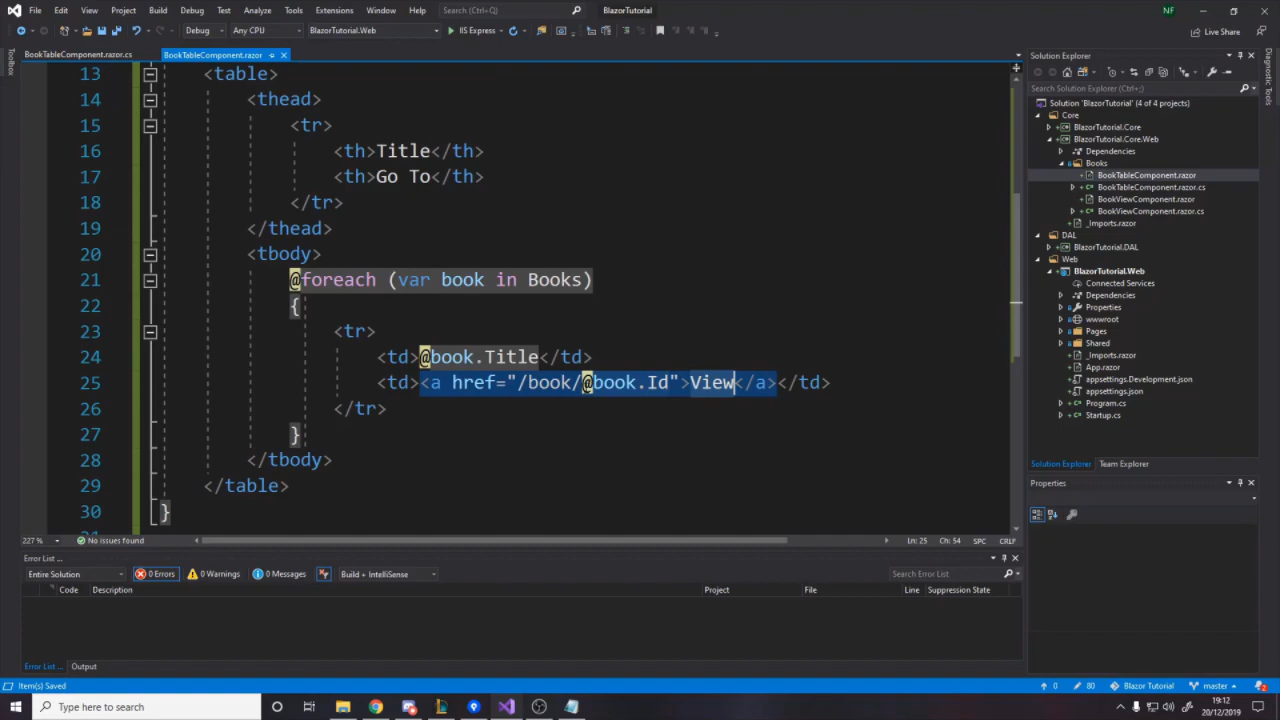 File Edit View Project Build Debug Test Analyze Tools Extensions Window Help Search (Ctrl+Q) BlazorTutorial NF
Debug Any CPU BlazorTutorial.Web IIS Express Live Share
Toolbox
BookTableComponent.razor.cs BookTableComponent.razor
13 <table>
14 <thead>
15 <tr>
16 <th>Title</th>
17 <th>Go To</th>
18 </tr>
19 </thead>
20 <tbody>
21 @foreach (var book in Books)
22 {
23 <tr>
24 <td>@book.Title</td>
25 <td><a href="/book/@book.Id">View</a></td>
26 </tr>
27 }
28 </tbody>
29 </table>
30 }
227 % No issues found Ln: 25 Ch: 54 SPC CRLF
Error List ...
Entire Solution 0 Errors 0 Warnings 0 Messages Build + IntelliSense Search Error List
Code Description Project File Line Suppression State
Error List ... Output
Solution Explorer
Search Solution Explorer (Ctrl+;)
Solution 'BlazorTutorial' (4 of 4 projects)
Core
BlazorTutorial.Core
BlazorTutorial.Core.Web
Dependencies
Books
BookTableComponent.razor
BookTableComponent.razor.cs
BookViewComponent.razor
BookViewComponent.razor.cs
_Imports.razor
DAL
BlazorTutorial.DAL
Web
BlazorTutorial.Web
Connected Services
Dependencies
Properties
wwwroot
Pages
Shared
_Imports.razor
App.razor
appsettings.Development.json
appsettings.json
Program.cs
Startup.cs
Solution Explorer Team Explorer
Properties
Diagnostic Tools
Item(s) Saved 0 80 Blazor Tutorial master 2
Type here to search 19:12
20/12/2019